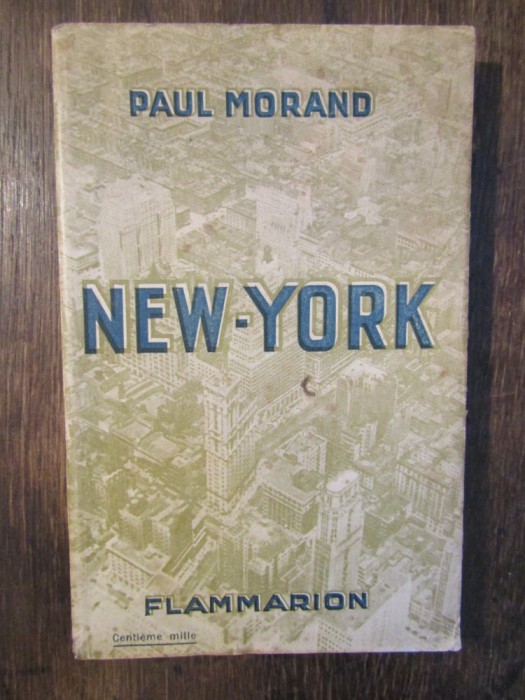 PAUL MORAND
NEW-YORK
FLAMMARION
Centième mille